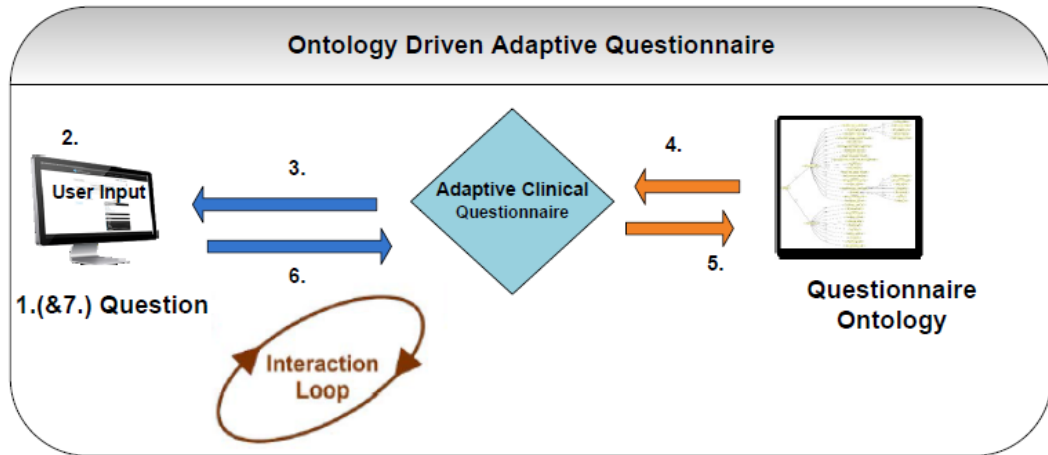 Ontology Driven Adaptive Questionnaire
2.
User Input
3.
Adaptive Clinical
Questionnaire
4.
5.
6.
1.(&7.) Question
Interaction
Loop
Questionnaire
Ontology